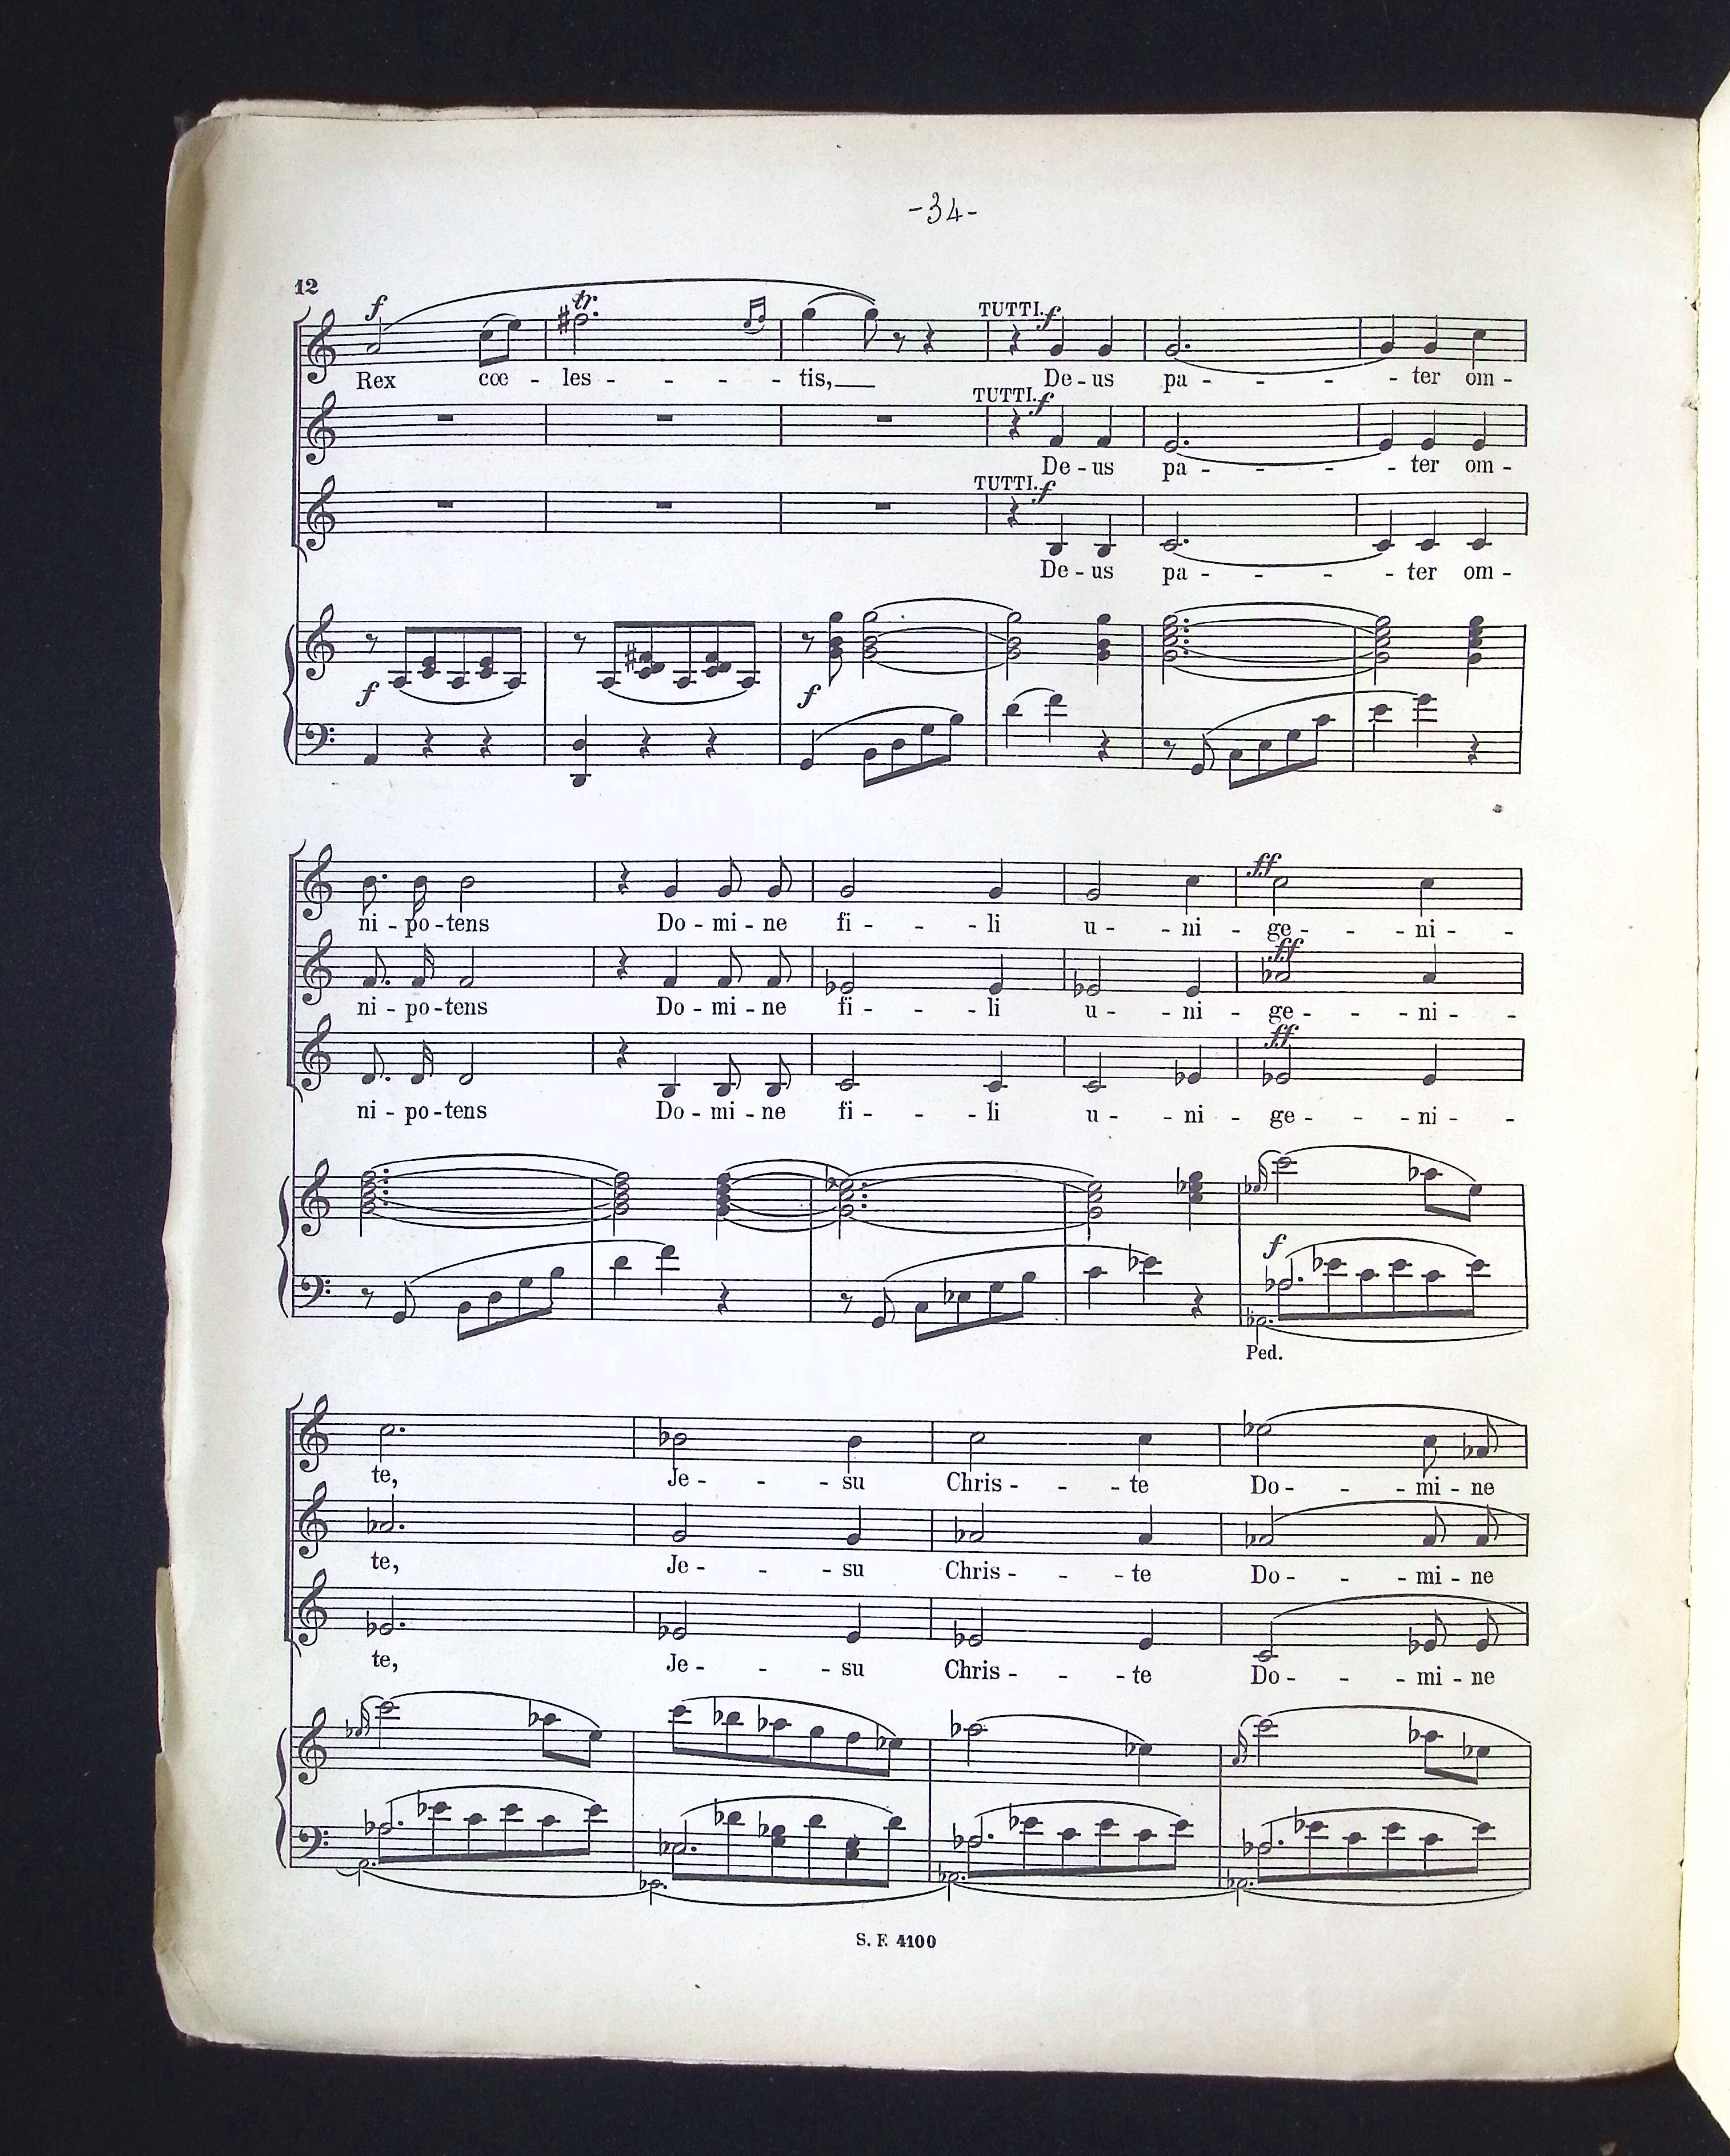 -34-
12
f tr. TUTTI. f
Rex cœ - les - - - - tis, De - us pa - - - - ter om -
TUTTI. f
De - us pa - - - - ter om -
TUTTI. f
De - us pa - - - - ter om -
f f
ff
ni - po - tens Do - mi - ne fi - - - li u - - ni - ge - - - ni - -
ff
ni - po - tens Do - mi - ne fi - - - li u - - ni - ge - - - ni - -
ff
ni - po - tens Do - mi - ne fi - - - li u - - ni - ge - - - ni - -
f
Ped.
te, Je - - - su Chris - - - te Do - - - mi - ne
te, Je - - - su Chris - - - te Do - - - mi - ne
te, Je - - - su Chris - - - te Do - - - mi - ne
S. F. 4100